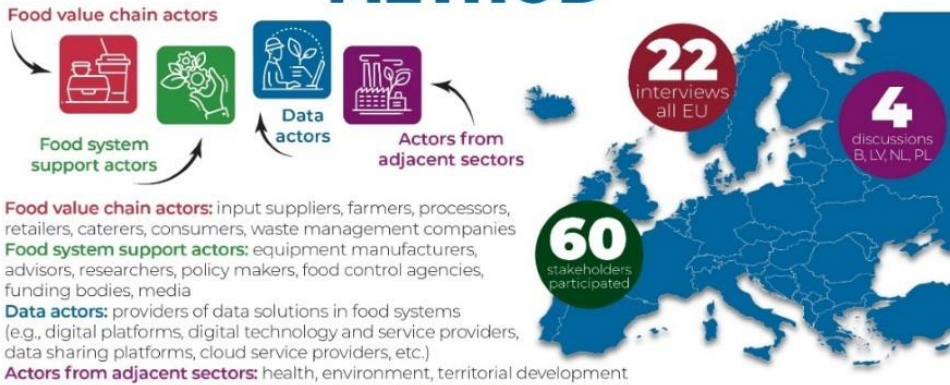 METHOD
Food value chain actors
Food system
support actors
Data
actors
Actors from
adjacent sectors
22
interviews
all EU
4
discussions
B, LV, NL, PL
60
stakeholders
participated
Food value chain actors: input suppliers, farmers, processors,
retailers, caterers, consumers, waste management companies
Food system support actors: equipment manufacturers,
advisors, researchers, policy makers, food control agencies,
funding bodies, media
Data actors: providers of data solutions in food systems
(e.g., digital platforms, digital technology and service providers,
data sharing platforms, cloud service providers, etc.)
Actors from adjacent sectors: health, environment, territorial development